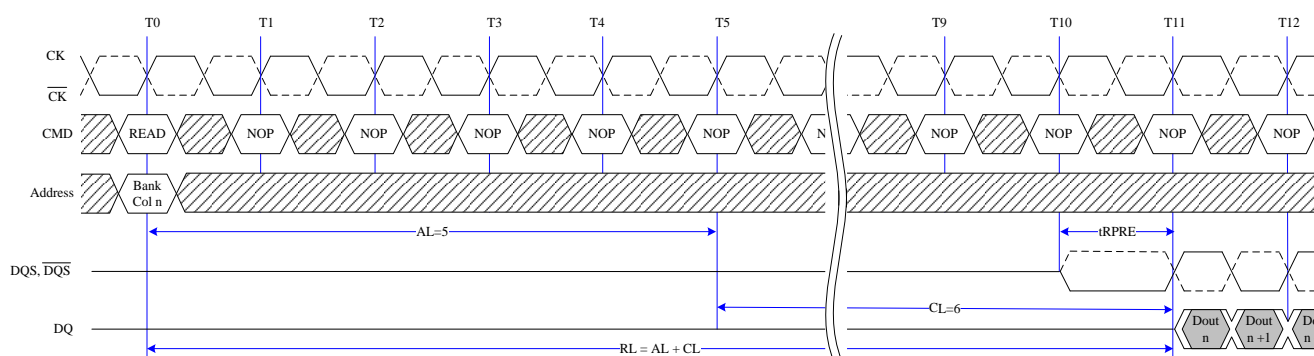 T0 T1 T2 T3 T4 T5 T9 T10 T11 T12
CK
CK
CMD READ NOP NOP NOP NOP NOP NOP NOP NOP NOP
Address Bank
Col n
AL=5 tRPRE
DQS, DQS
CL=6
DQ Dout Dout
n n +1 n
RL = AL + CL